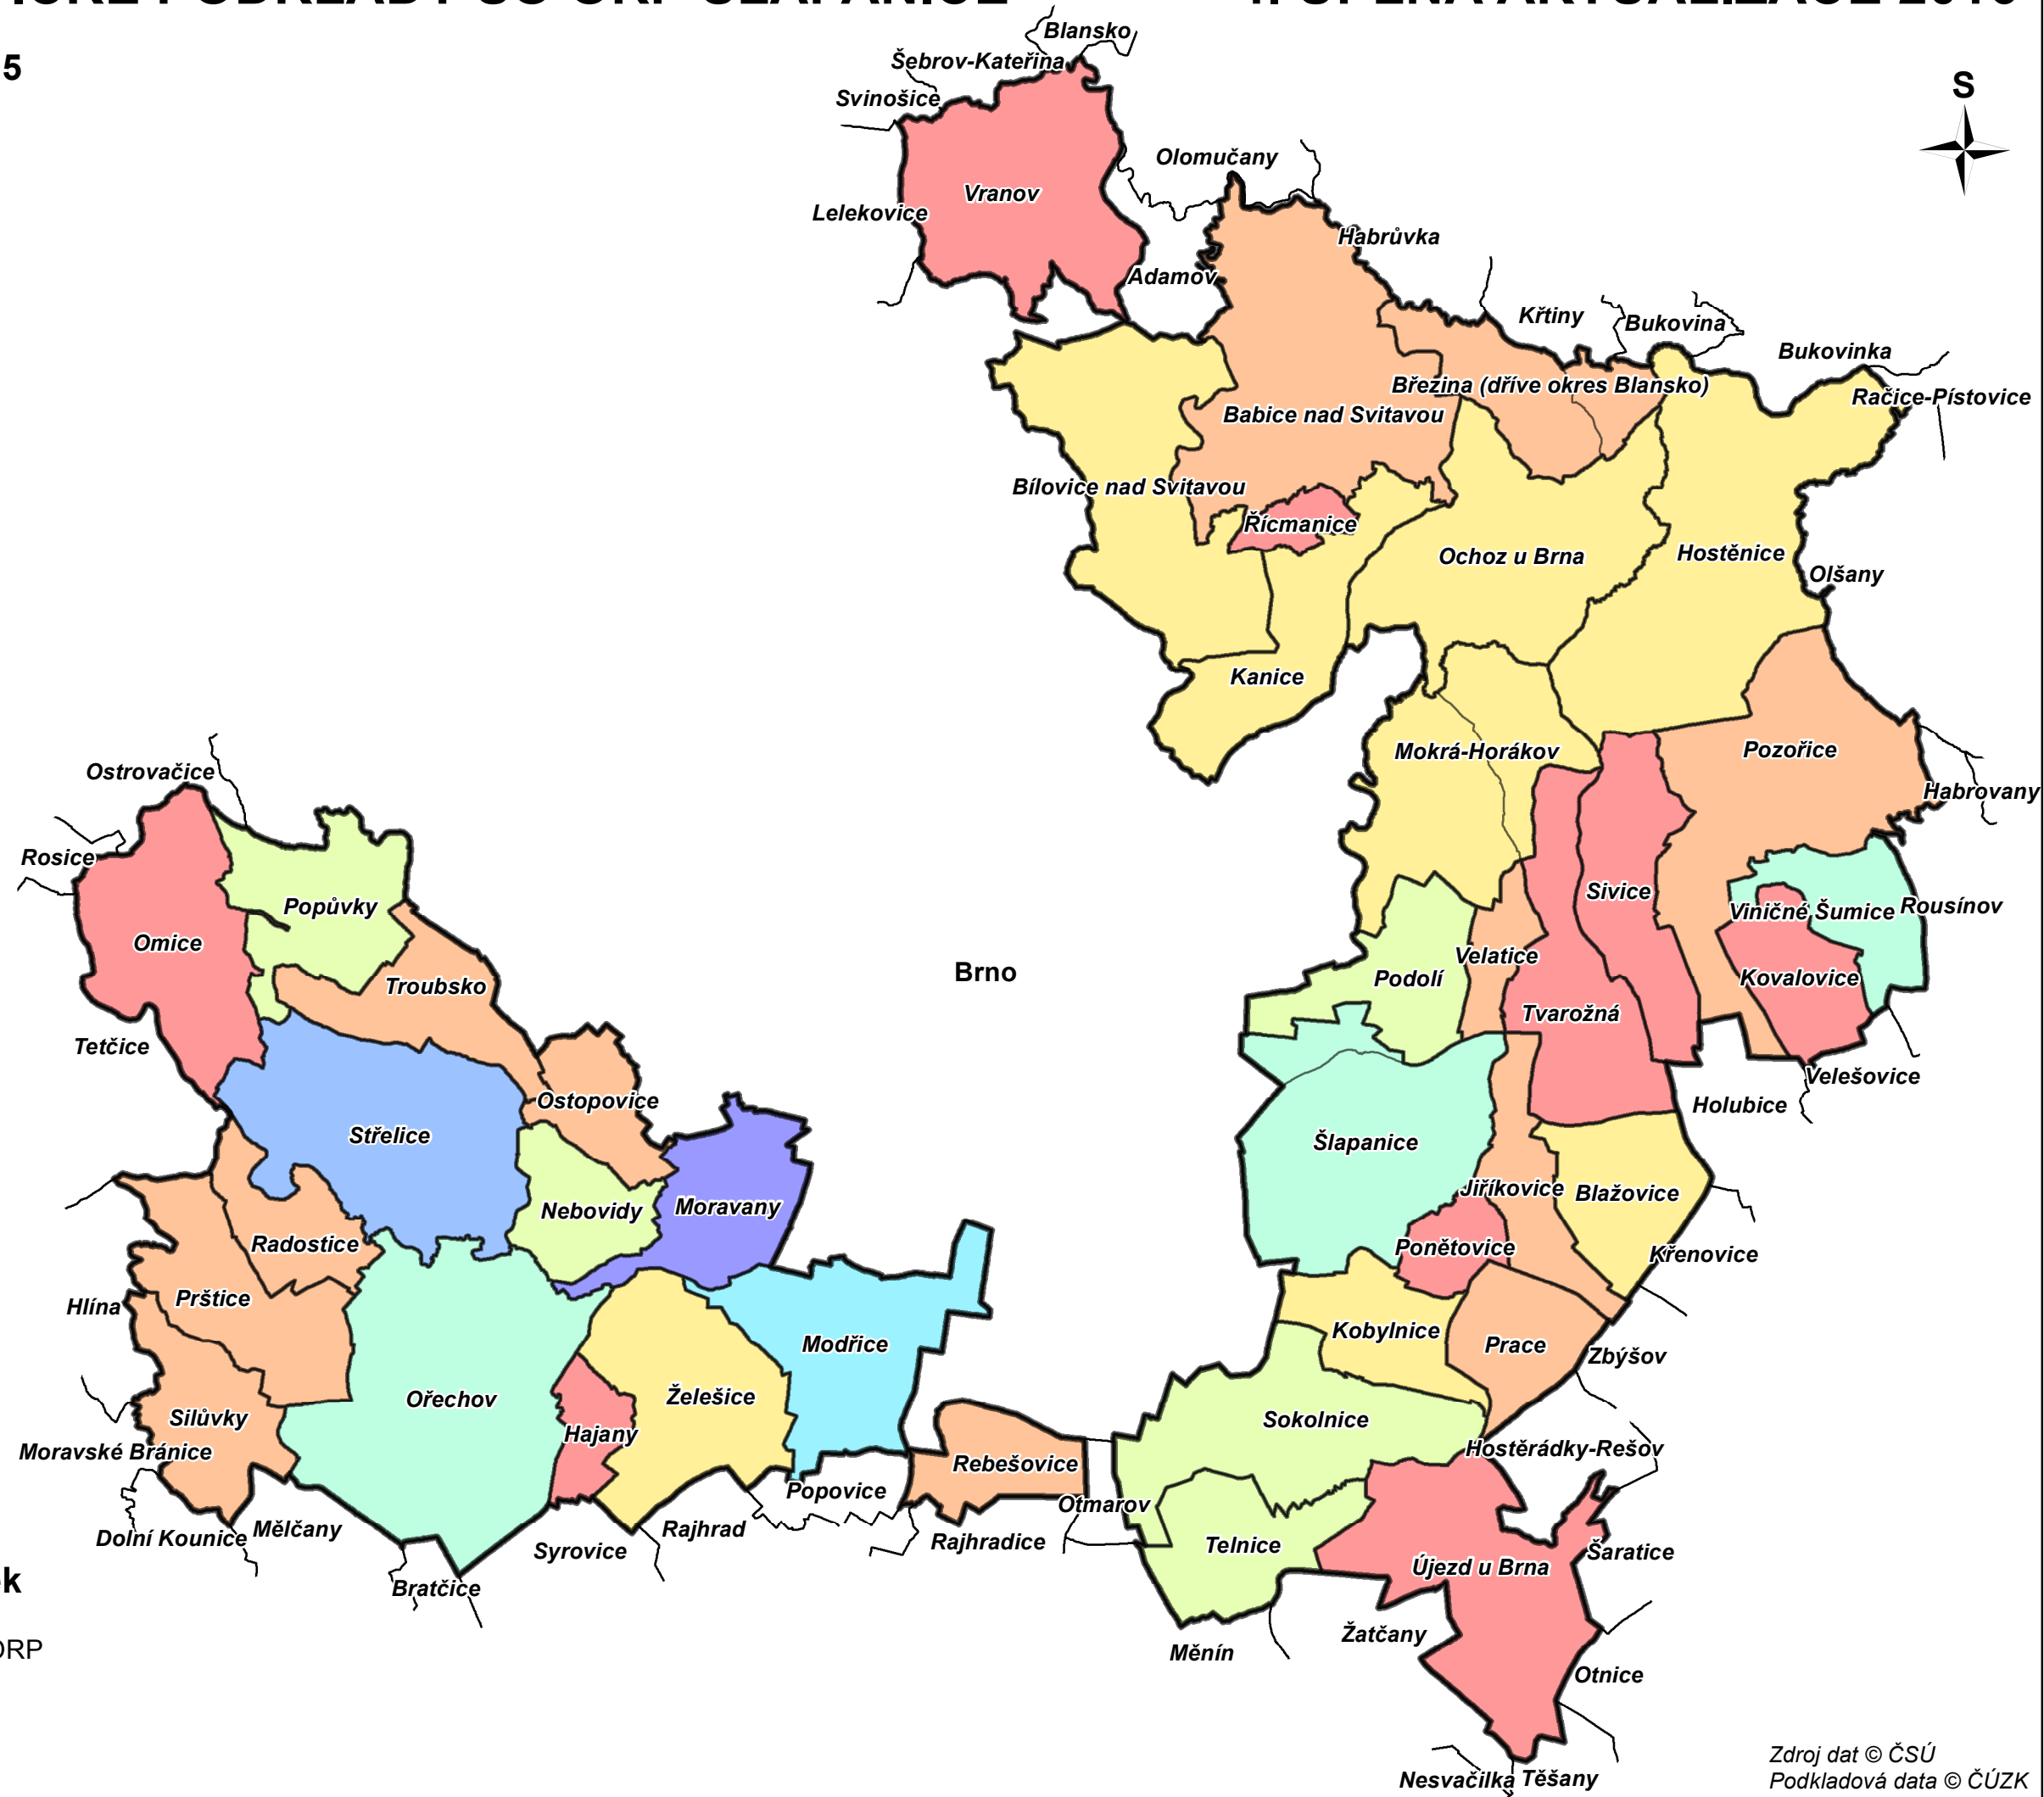 5
S
Blansko
Šebrov-Kateřina
Svinošice
Olomučany
Vranov
Lelekovice
Habrůvka
Adamov
Křtiny
Bukovina
Bukovinka
Březina (dříve okres Blansko)
Račice-Pístovice
Babice nad Svitavou
Bílovice nad Svitavou
Řícmanice
Ochoz u Brna
Hostěnice
Olšany
Kanice
Mokrá-Horákov
Pozořice
Ostrovačice
Habrovany
Rosice
Sivice
Popůvky
Viničné Šumice
Rousínov
Omice
Velatice
Brno
Podolí
Kovalovice
Troubsko
Tvarožná
Tetčice
Velešovice
Ostopovice
Holubice
Střelice
Šlapanice
Jiříkovice
Blažovice
Moravany
Nebovidy
Radostice
Ponětovice
Křenovice
Prštice
Hlína
Kobylnice
Modřice
Prace
Zbýšov
Ořechov
Želešice
Silůvky
Sokolnice
Hajany
Hostěrádky-Rešov
Moravské Bránice
Rebešovice
Popovice
Otmarov
Rajhrad
Mělčany
Dolní Kounice
Rajhradice
Telnice
Syrovice
Šaratice
Újezd u Brna
Bratčice
Žatčany
ORP
Měnín
Otnice
Nesvačilka
Těšany
Zdroj dat © ČSÚ
Podkladová data © ČÚZK